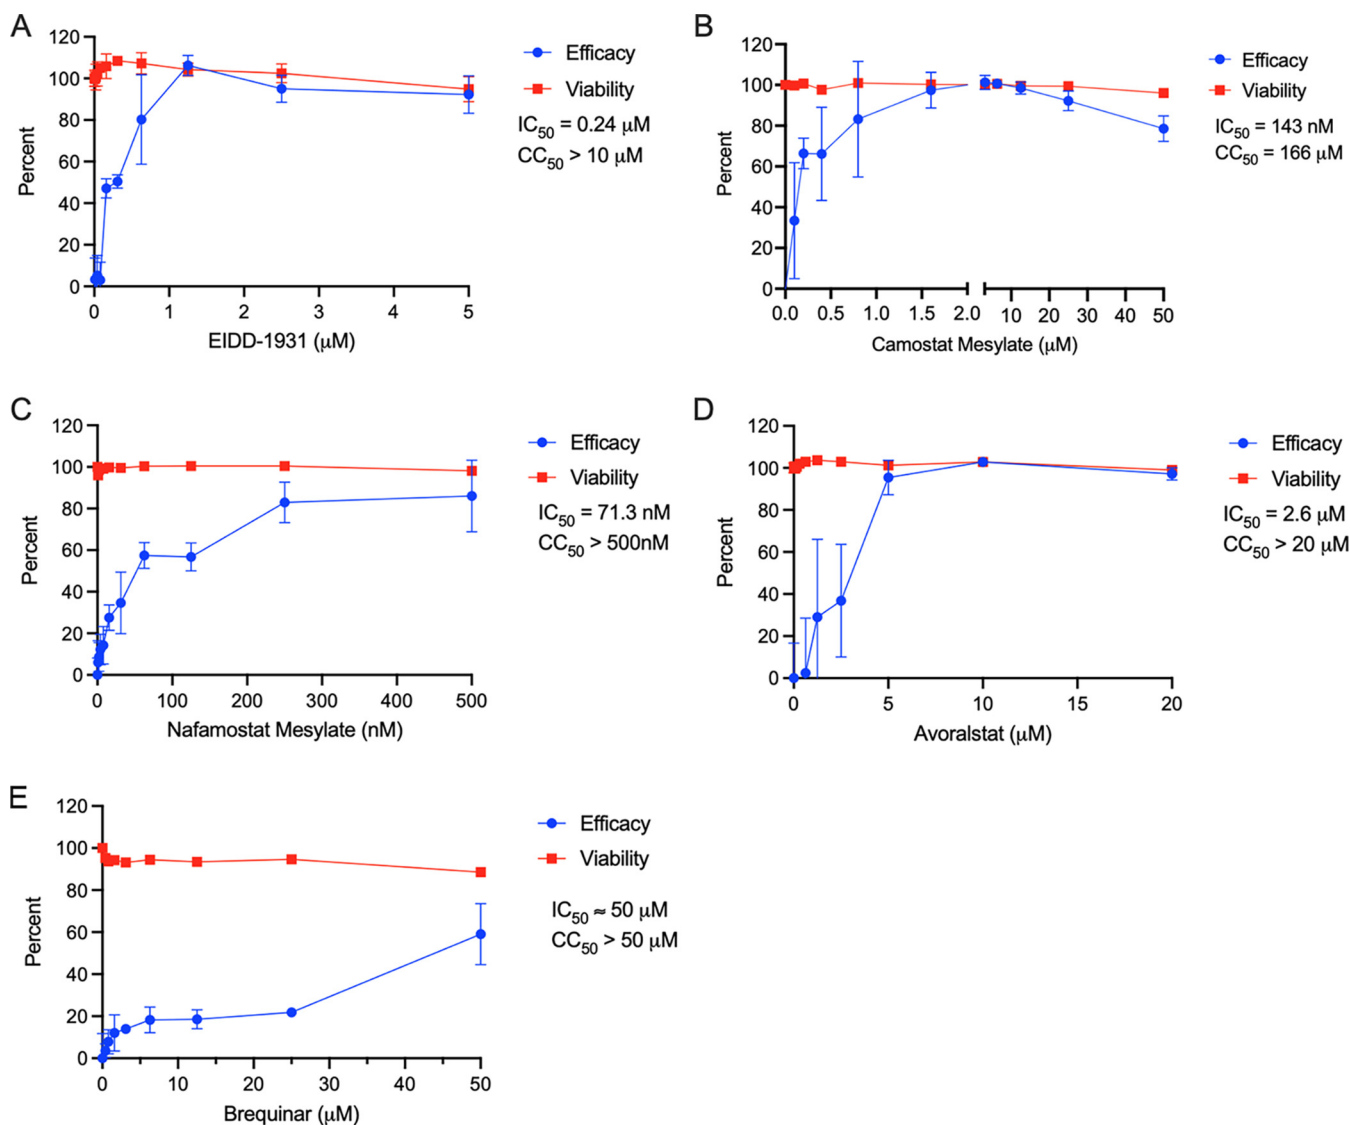 A
120
100
80
60
40
20
0
Percent
0 1 2 3 4 5
EIDD-1931 (μM)
Efficacy
Viability
IC50 = 0.24 μM
CC50 > 10 μM
B
120
100
80
60
40
20
0
Percent
0.0 0.5 1.0 1.5 2.0 10 20 30 40 50
Camostat Mesylate (μM)
Efficacy
Viability
IC50 = 143 nM
CC50 = 166 μM
C
120
100
80
60
40
20
0
Percent
0 100 200 300 400 500
Nafamostat Mesylate (nM)
Efficacy
Viability
IC50 = 71.3 nM
CC50 > 500nM
D
120
100
80
60
40
20
0
Percent
0 5 10 15 20
Avoralstat (μM)
Efficacy
Viability
IC50 = 2.6 μM
CC50 > 20 μM
E
120
100
80
60
40
20
0
Percent
0 10 20 30 40 50
Brequinar (μM)
Efficacy
Viability
IC50 ≈ 50 μM
CC50 > 50 μM